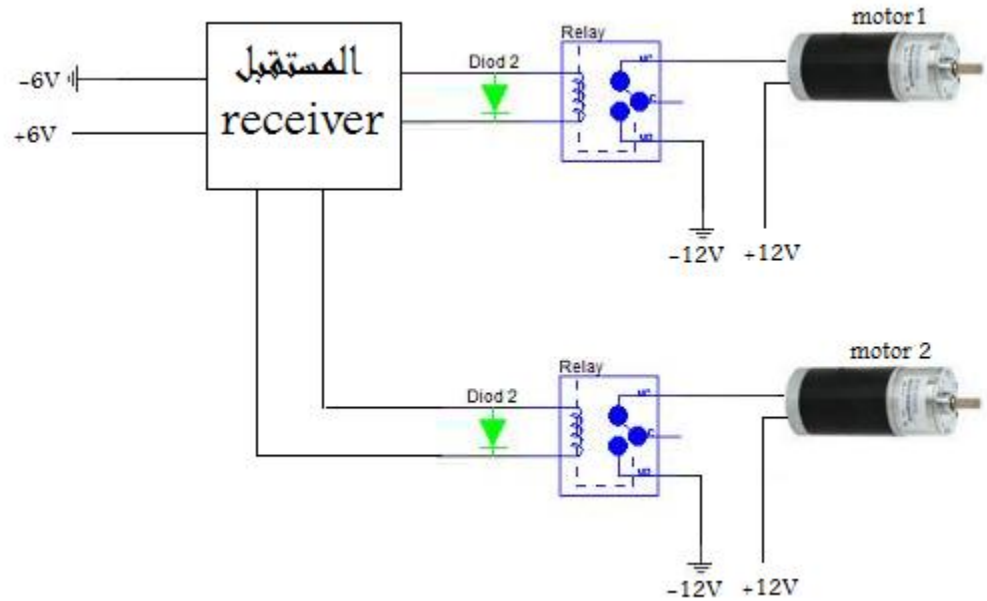 motor1
Relay
Diod 2
المستقبل
receiver
-6V
+6V
-12V
+12V
motor 2
Relay
Diod 2
-12V
+12V